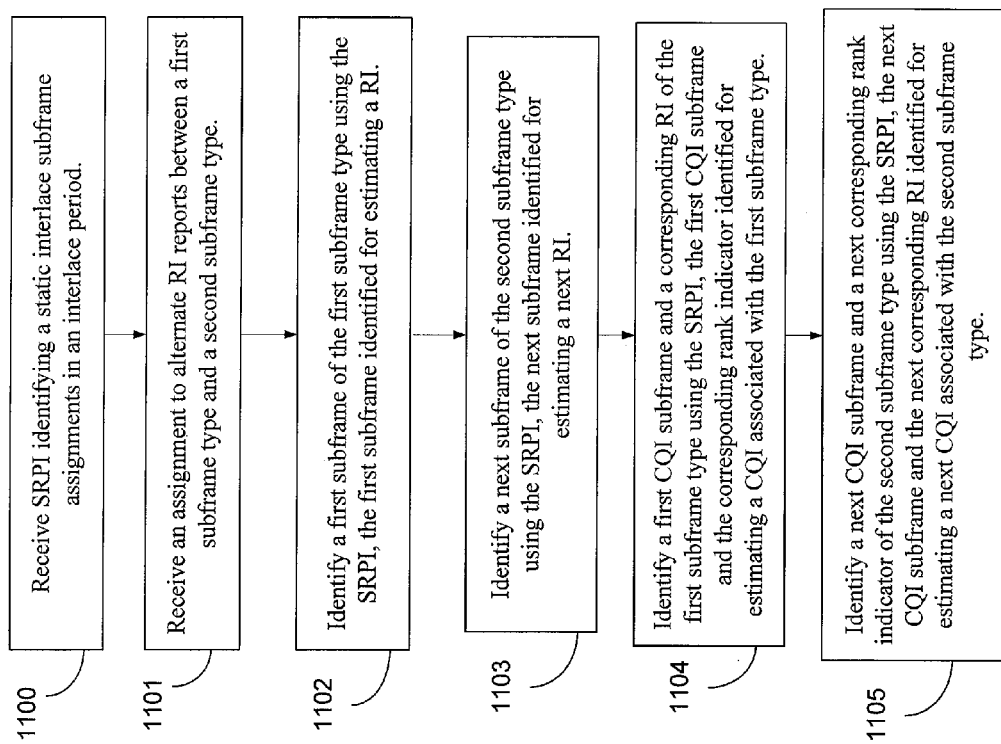 1100
Receive SRPI identifying a static interlace subframe
assignments in an interlace period.
1101
Receive an assignment to alternate RI reports between a first
subframe type and a second subframe type.
1102
Identify a first subframe of the first subframe type using the
SRPI, the first subframe identified for estimating a RI.
1103
Identify a next subframe of the second subframe type
using the SRPI, the next subframe identified for
estimating a next RI.
1104
Identify a first CQI subframe and a corresponding RI of the
first subframe type using the SRPI, the first CQI subframe
and the corresponding rank indicator identified for
estimating a CQI associated with the first subframe type.
1105
Identify a next CQI subframe and a next corresponding rank
indicator of the second subframe type using the SRPI, the next
CQI subframe and the next corresponding RI identified for
estimating a next CQI associated with the second subframe
type.